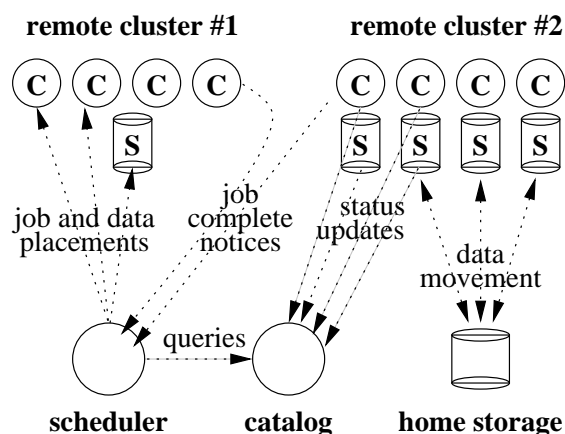 remote cluster #1
remote cluster #2
C C C C
C C C C
S
S S S S
job and data
placements
job
complete
notices
status
updates
data
movement
queries
scheduler
catalog
home storage